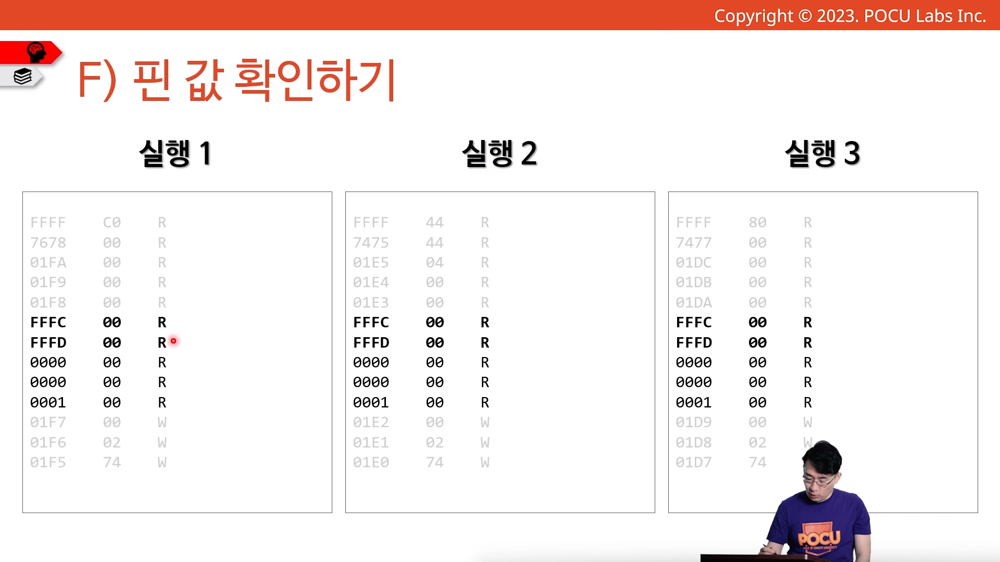 Copyright © 2023. POCU Labs Inc.
F) 핀 값 확인하기
실행 1
FFFF C0 R
7678 00 R
01FA 00 R
01F9 00 R
01F8 00 R
FFFC 00 R
FFFD 00 R
0000 00 R
0000 00 R
0001 00 R
01F7 00 W
01F6 02 W
01F5 74 W
실행 2
FFFF 44 R
7475 44 R
01E5 04 R
01E4 00 R
01E3 00 R
FFFC 00 R
FFFD 00 R
0000 00 R
0000 00 R
0001 00 R
01E2 00 W
01E1 02 W
01E0 74 W
실행 3
FFFF 80 R
7477 00 R
01DC 00 R
01DB 00 R
01DA 00 R
FFFC 00 R
FFFD 00 R
0000 00 R
0000 00 R
0001 00 R
01D9 00 W
01D8 02 W
01D7 74
POCU
OF CONCEPT UNIVERSITY